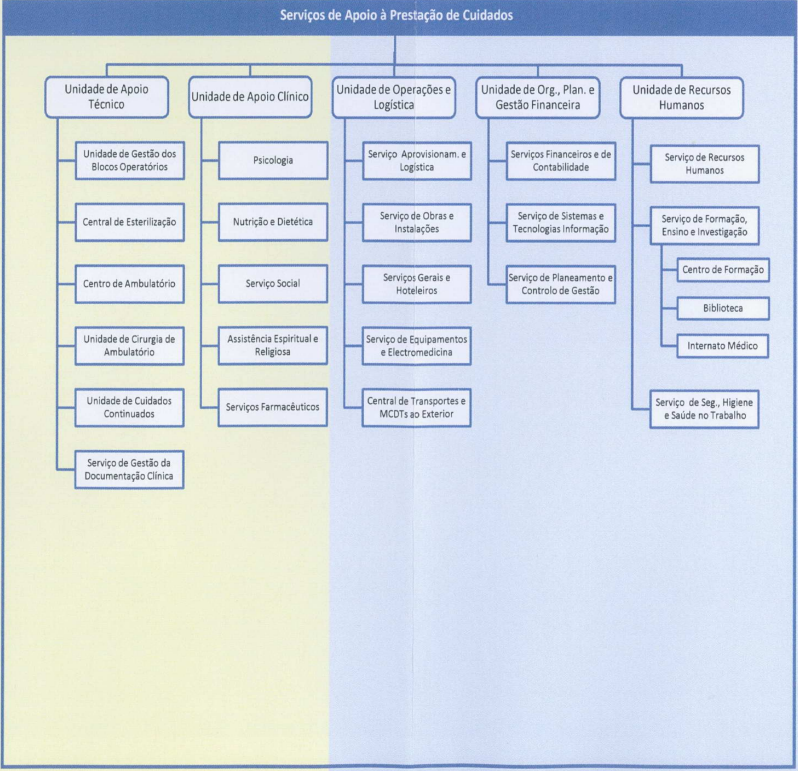 Serviços de Apoio à Prestação de Cuidados
Unidade de Apoio
Técnico
Unidade de Gestão dos
Blocos Operatórios
Central de Esterilização
Centro de Ambulatório
Unidade de Cirurgia de
Ambulatório
Unidade de Cuidados
Continuados
Serviço de Gestão da
Documentação Clínica
Unidade de Apoio Clínico
Psicologia
Nutrição e Dietética
Serviço Social
Assistência Espiritual e
Religiosa
Serviços Farmacêuticos
Unidade de Operações e
Logística
Serviço Aprovisionam. e
Logística
Serviço de Obras e
Instalações
Serviços Gerais e
Hoteleiros
Serviço de Equipamentos
e Electromedicina
Central de Transportes e
MCDTs ao Exterior
Unidade de Org., Plan. e
Gestão Financeira
Serviços Financeiros e de
Contabilidade
Serviço de Sistemas e
Tecnologias Informação
Serviço de Planeamento e
Controlo de Gestão
Unidade de Recursos
Humanos
Serviço de Recursos
Humanos
Serviço de Formação,
Ensino e Investigação
Centro de Formação
Biblioteca
Internato Médico
Serviço de Seg., Higiene
e Saúde no Trabalho